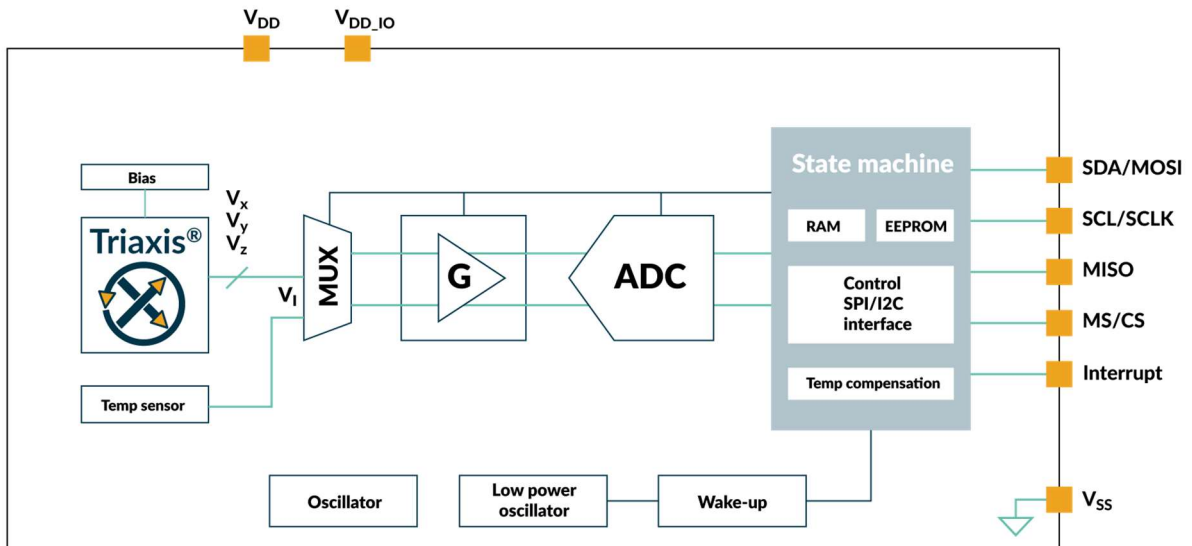 VDD
VDD_IO
State machine
SDA/MOSI
Bias
Vx
Vy
Vz
Triaxis®
RAM
EEPROM
SCL/SCLK
MUX
G
ADC
MISO
VI
Control
SPI/I2C
interface
MS/CS
Interrupt
Temp compensation
Temp sensor
Oscillator
Low power
oscillator
Wake-up
VSS